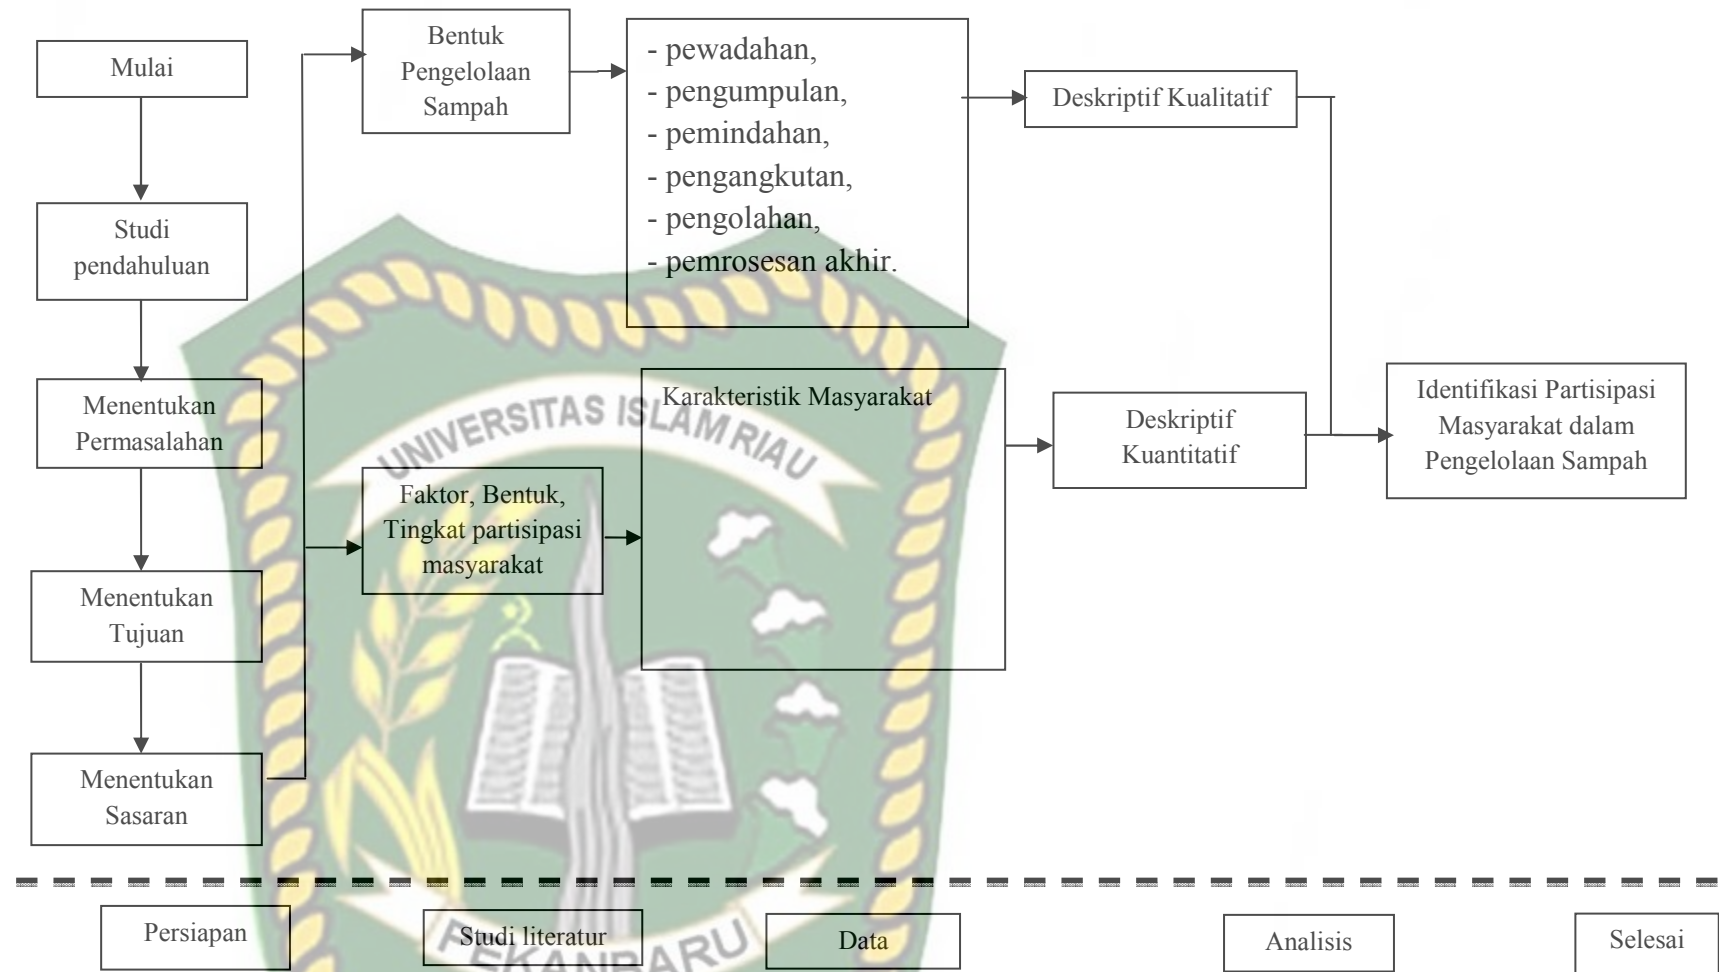 Mulai
Studi
pendahuluan
Menentukan
Permasalahan
Menentukan
Tujuan
Menentukan
Sasaran
Bentuk
Pengelolaan
Sampah
Faktor, Bentuk,
Tingkat partisipasi
masyarakat
- pewadahan,
- pengumpulan,
- pemindahan,
- pengangkutan,
- pengolahan,
- pemrosesan akhir.
Karakteristik Masyarakat
Deskriptif Kualitatif
Deskriptif
Kuantitatif
Identifikasi Partisipasi
Masyarakat dalam
Pengelolaan Sampah
UNIVERSITAS ISLAM RIAU
PEKANBARU
Persiapan
Studi literatur
Data
Analisis
Selesai